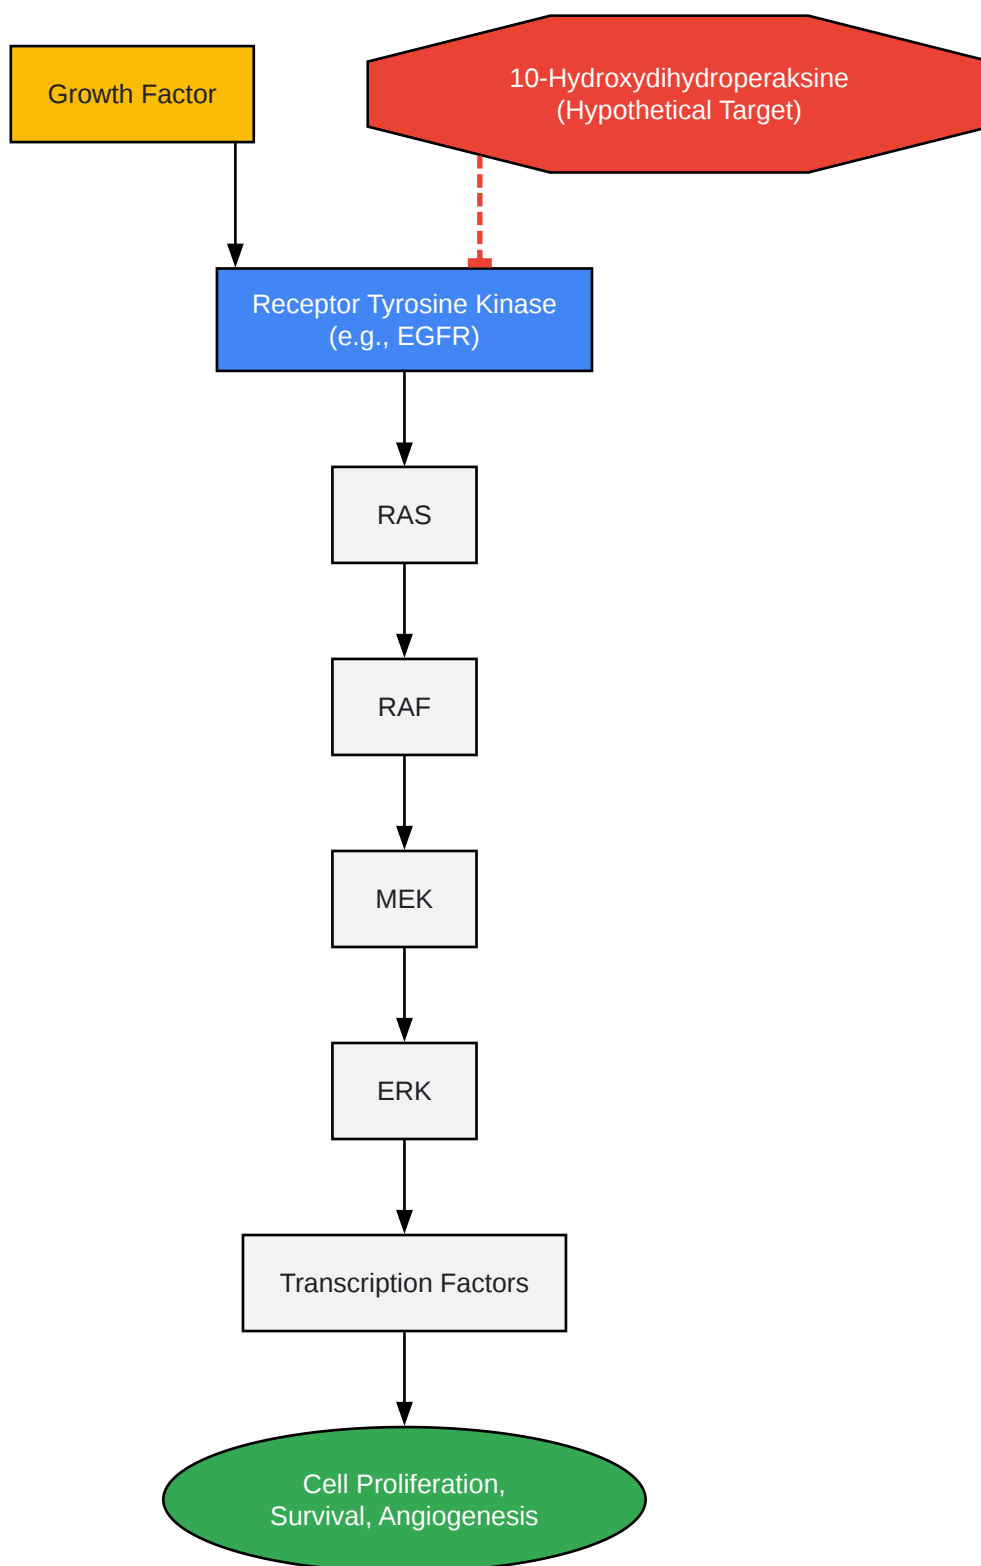 Growth Factor
10-Hydroxydihydroperaksine
(Hypothetical Target)
Receptor Tyrosine Kinase
(e.g., EGFR)
RAS
RAF
MEK
ERK
Transcription Factors
Cell Proliferation,
Survival, Angiogenesis